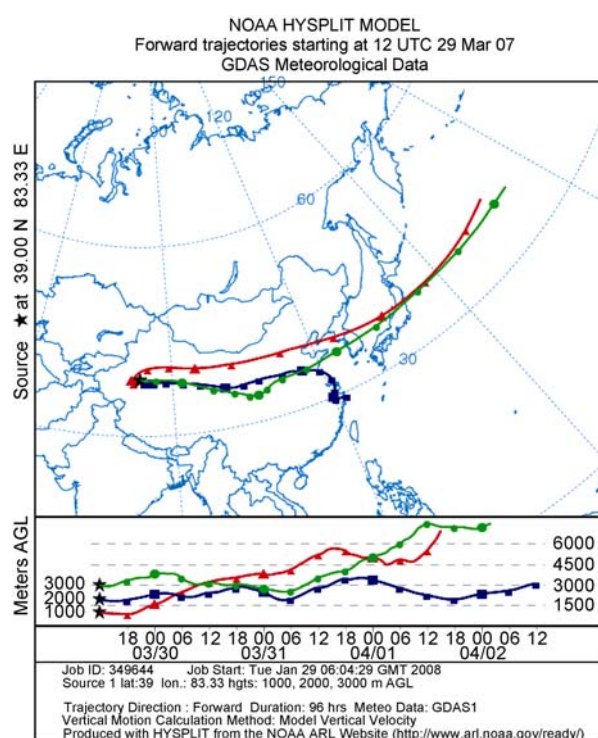 NOAA HYSPLIT MODEL
Forward trajectories starting at 12 UTC 29 Mar 07
GDAS Meteorological Data
Source ★ at 39.00 N 83.33 E
150
120
90
60
30
30
Meters AGL
3000
2000
1000
6000
4500
3000
1500
18 00 06 12 18 00 06 12 18 00 06 12 18 00 06 12
03/30 03/31 04/01 04/02
Job ID: 349644 Job Start: Tue Jan 29 06:04:29 GMT 2008
Source 1 lat:39 lon.: 83.33 hgts: 1000, 2000, 3000 m AGL
Trajectory Direction : Forward Duration: 96 hrs Meteo Data: GDAS1
Vertical Motion Calculation Method: Model Vertical Velocity
Produced with HYSPLIT from the NOAA ARL Website (http://www.arl.noaa.gov/ready/)